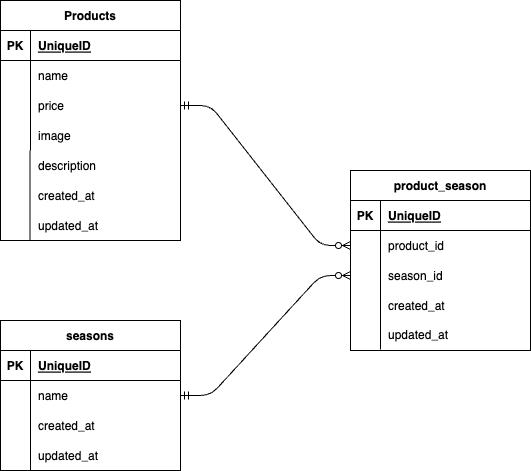 Products
PK UniqueID
name
price
image
description
created_at
updated_at
product_season
PK UniqueID
product_id
season_id
created_at
updated_at
seasons
PK UniqueID
name
created_at
updated_at